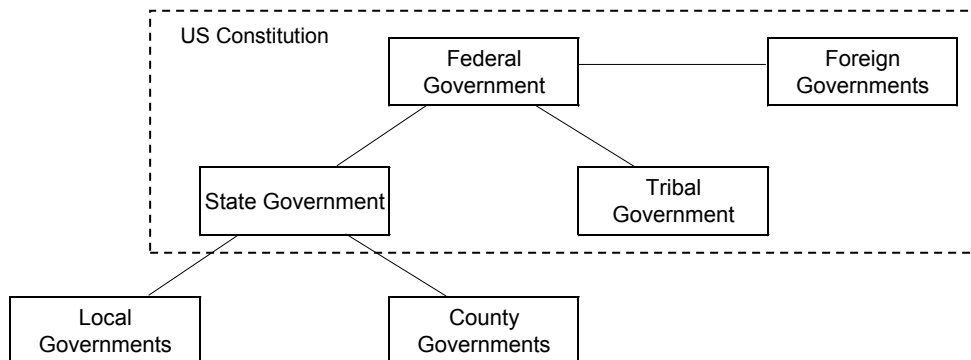 US Constitution
Federal
Government
Foreign
Governments
State Government
Tribal
Government
Local
Governments
County
Governments